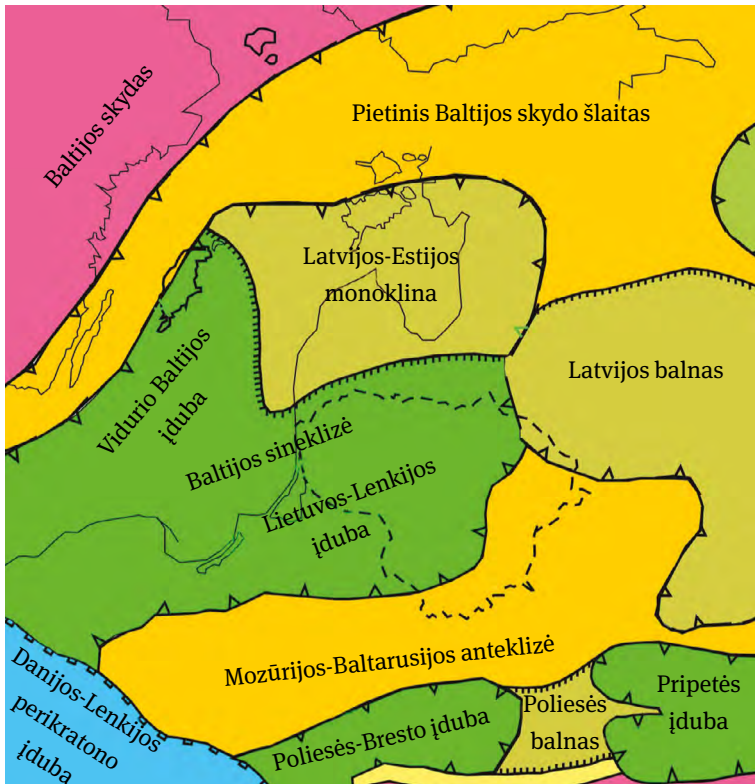 Baltijos skydas
Pietinis Baltijos skydo šlaitas
Latvijos-Estijos
monoklina
Latvijos balnas
Vidurio Baltijos
įduba
Baltijos sineklizė
Lietuvos-Lenkijos
įduba
Mozūrijos-Baltarusijos anteklizė
Danijos-Lenkijos
perikratono
įduba
Poliesės-Bresto įduba
Poliesės
balnas
Pripetės
įduba